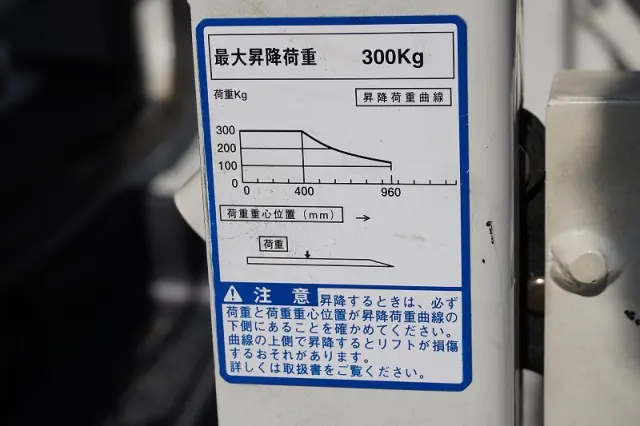 最大昇降荷重 300Kg
荷重Kg
昇降荷重曲線
300
200
100
0
0 400 960
荷重重心位置(mm) →
荷重
⚠ 注意 昇降するときは、必ず
荷重と荷重重心位置が昇降荷重曲線の
下側にあることを確かめてください。
曲線の上側で昇降するとリフトが損傷
するおそれがあります。
詳しくは取扱書をご覧ください。